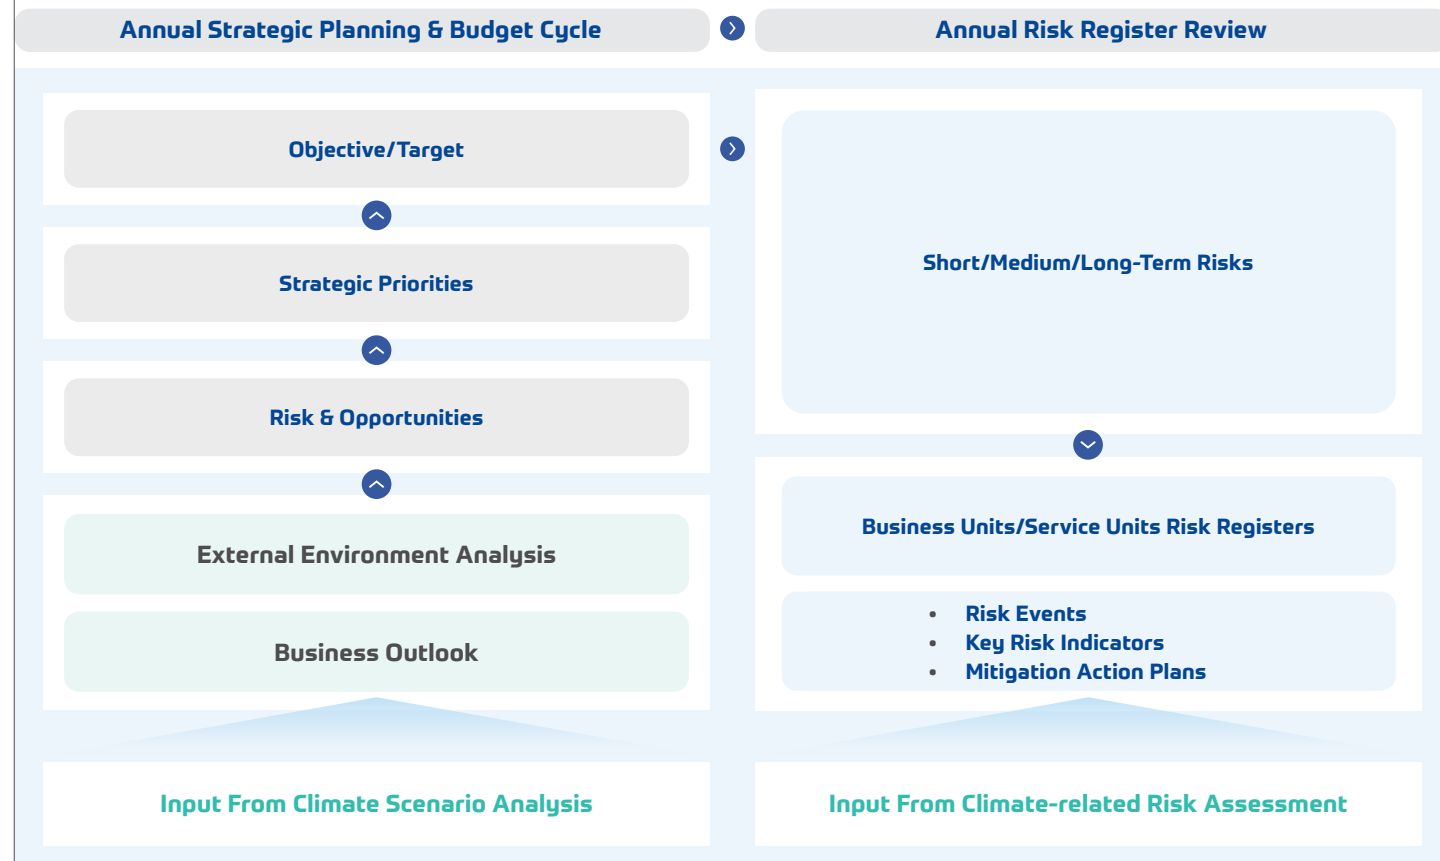 Annual Strategic Planning & Budget Cycle
Annual Risk Register Review
Objective/Target
Strategic Priorities
Risk & Opportunities
External Environment Analysis
Business Outlook
Input From Climate Scenario Analysis
Short/Medium/Long-Term Risks
Business Units/Service Units Risk Registers
• Risk Events
• Key Risk Indicators
• Mitigation Action Plans
Input From Climate-related Risk Assessment